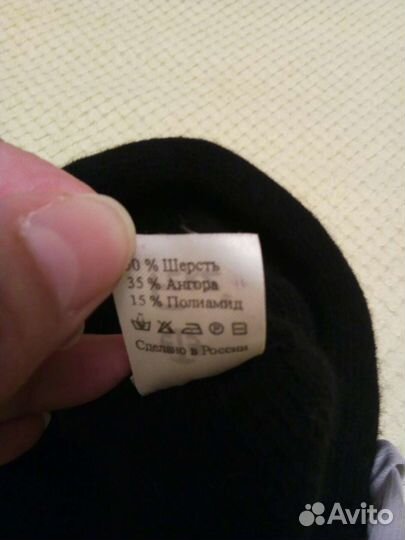 0 % Шерсть
35 % Ангора
15 % Полиамид
Сделано в России
Avito